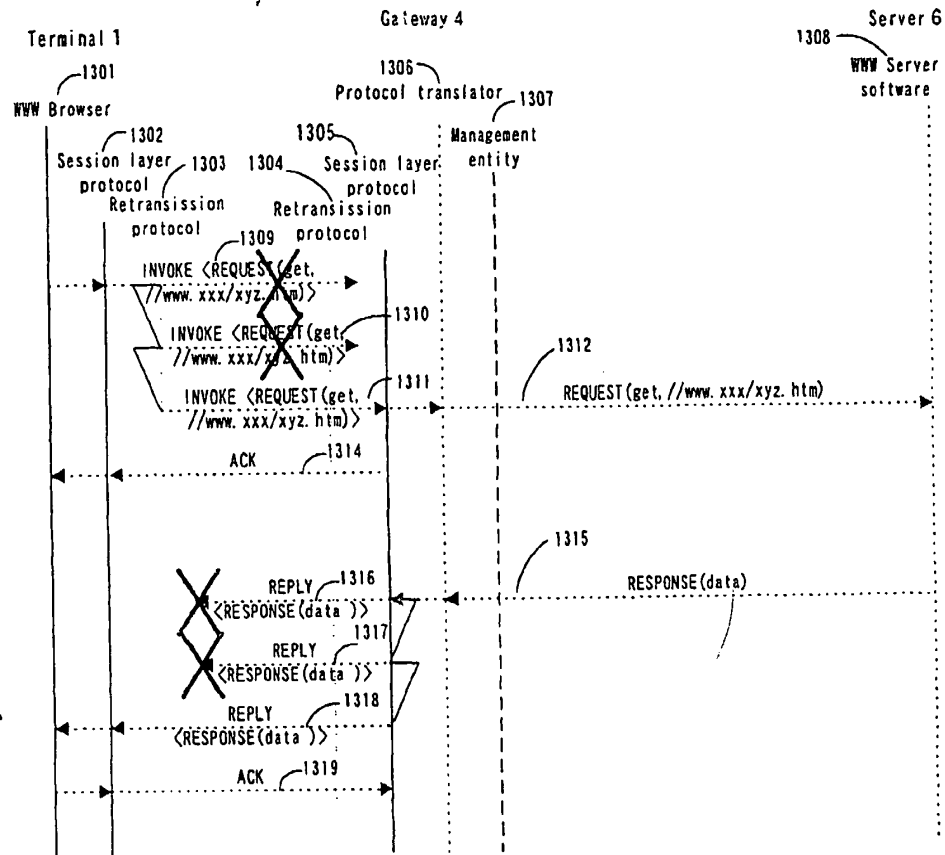 Terminal 1
Gateway 4
Server 6
1301
WWW Browser
1302
Session layer
protocol
1303
Retransission
protocol
1304
Retransission
protocol
1305
Session layer
protocol
1306
Protocol translator
1307
Management
entity
1308
WWW Server
software
1309
INVOKE <REQUEST(get,
//www.xxx/xyz.htm)>
1310
INVOKE <REQUEST(get,
//www.xxx/xyz.htm)>
1311
INVOKE <REQUEST(get,
//www.xxx/xyz.htm)>
1312
REQUEST(get,//www.xxx/xyz.htm)
ACK
1314
1315
RESPONSE(data)
REPLY
1316
<RESPONSE(data )>
REPLY
1317
<RESPONSE(data )>
REPLY
1318
<RESPONSE(data )>
ACK
1319